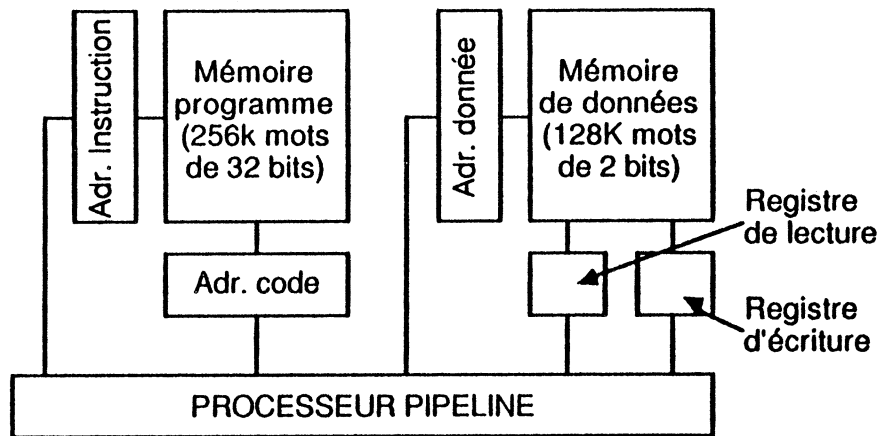 Adr. Instruction
Mémoire
programme
(256k mots
de 32 bits)
Adr. donnée
Mémoire
de données
(128K mots
de 2 bits)
Registre
de lecture
Adr. code
Registre
d'écriture
PROCESSEUR PIPELINE